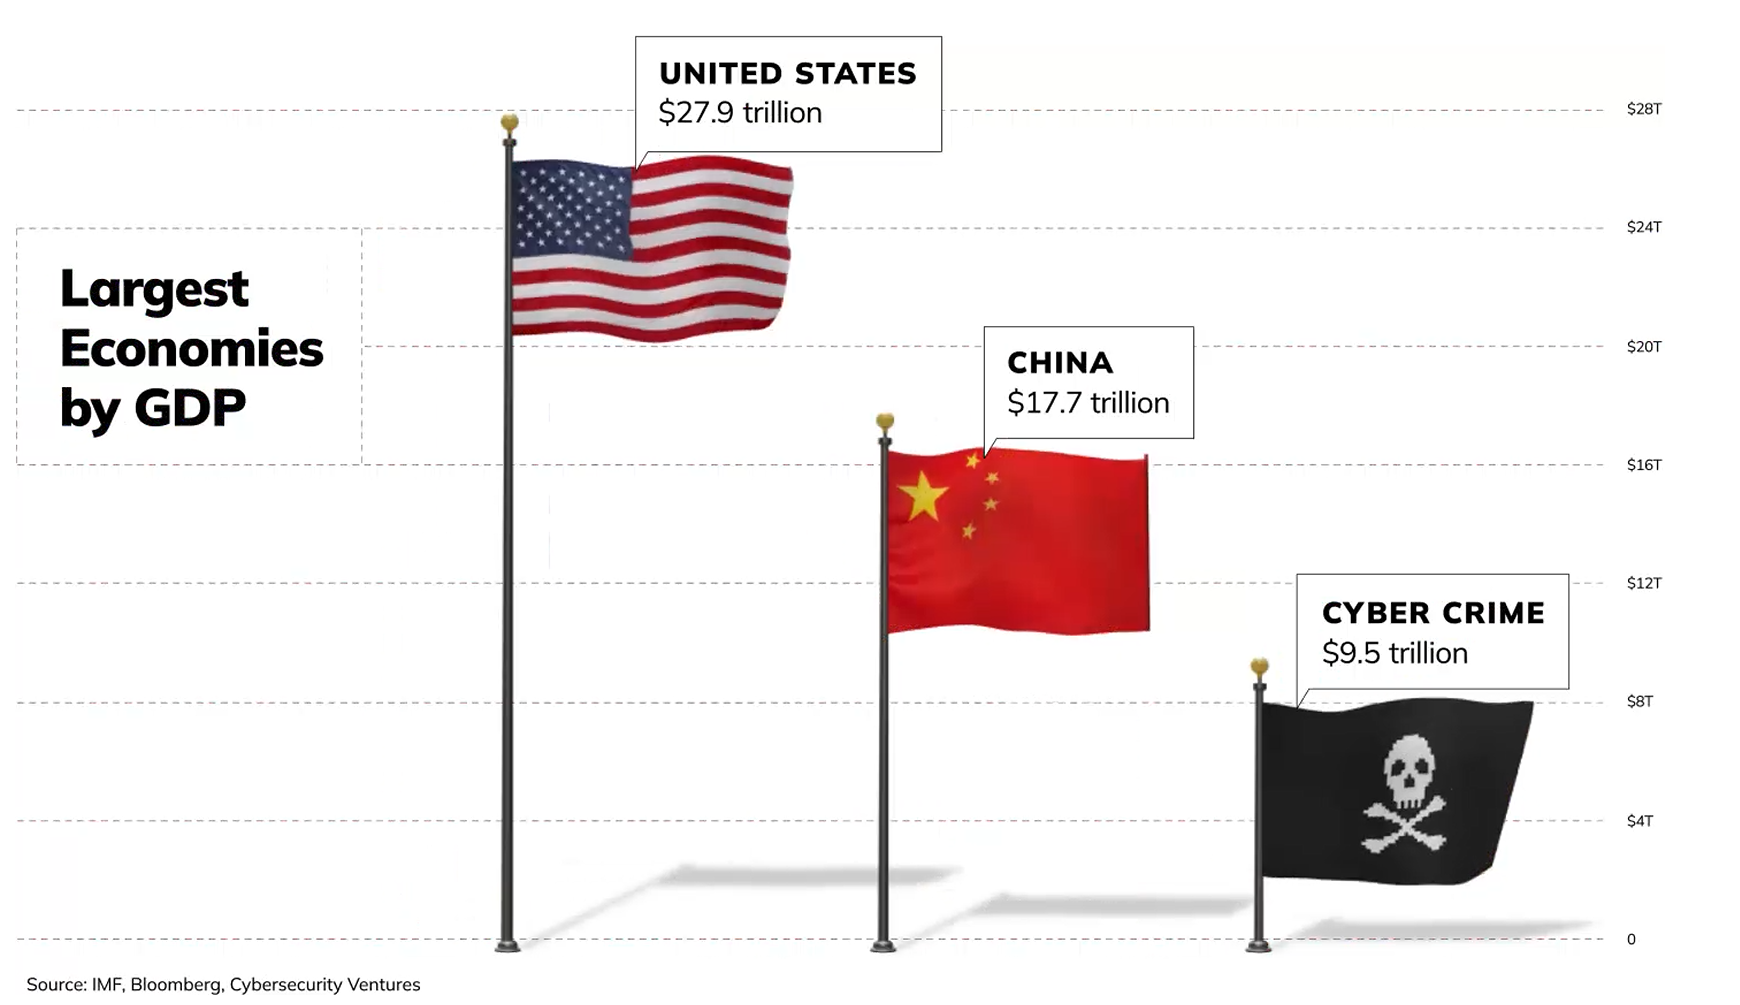 UNITED STATES
$27.9 trillion
$28T
$24T
Largest
Economies
by GDP
CHINA
$17.7 trillion
$20T
$16T
CYBER CRIME
$9.5 trillion
$12T
$8T
$4T
0
Source: IMF, Bloomberg, Cybersecurity Ventures